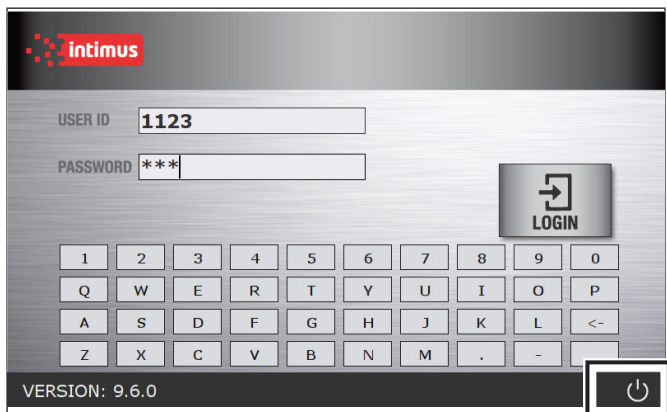 intimus
USER ID 1123
PASSWORD ***
LOGIN
1 2 3 4 5 6 7 8 9 0
Q W E R T Y U I O P
A S D F G H J K L <-
Z X C V B N M . -
VERSION: 9.6.0